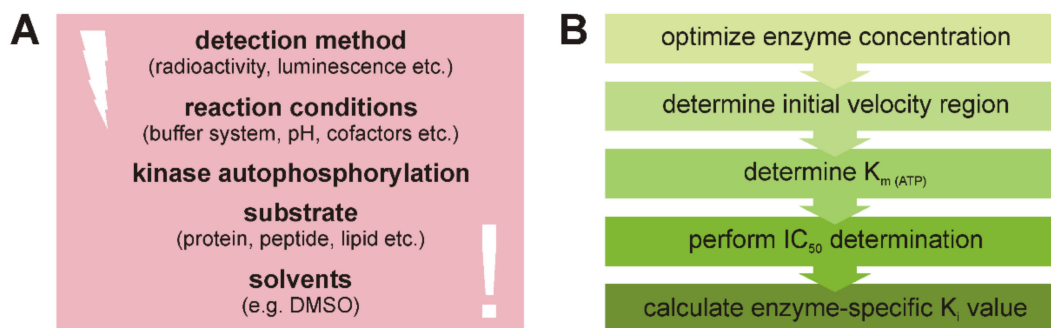 A
detection method
(radioactivity, luminescence etc.)
reaction conditions
(buffer system, pH, cofactors etc.)
kinase autophosphorylation
substrate
(protein, peptide, lipid etc.)
solvents
(e.g. DMSO)
!
B
optimize enzyme concentration
determine initial velocity region
determine Km (ATP)
perform IC50 determination
calculate enzyme-specific Ki value